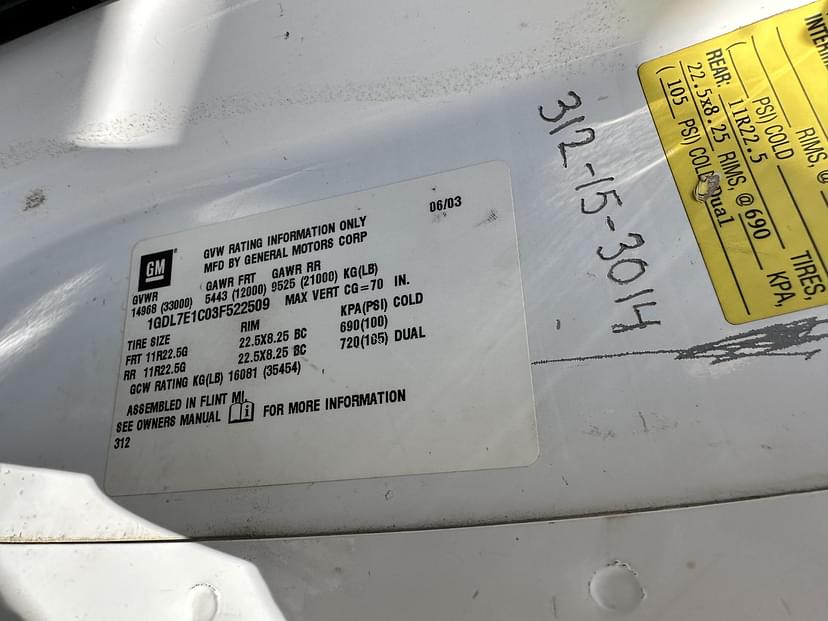 GM
GVW RATING INFORMATION ONLY
MFD BY GENERAL MOTORS CORP
06/03
GVWR GAWR FRT GAWR RR
14968 (33000) 5443 (12000) 9525 (21000) KG(LB)
1GDL7E1C03F522509 MAX VERT CG=70 IN.
TIRE SIZE RIM KPA(PSI) COLD
FRT 11R22.5G 22.5X8.25 BC 690(100)
RR 11R22.5G 22.5X8.25 BC 720(105) DUAL
GCW RATING KG(LB) 16081 (35454)
ASSEMBLED IN FLINT MI.
SEE OWNERS MANUAL i FOR MORE INFORMATION
312
312-15-3014
RIMS, @
( PSI) COLD
REAR: 11R22.5 TIRES,
22.5x8.25 RIMS, @ 690 KPA,
( 105 PSI) COLD Dual